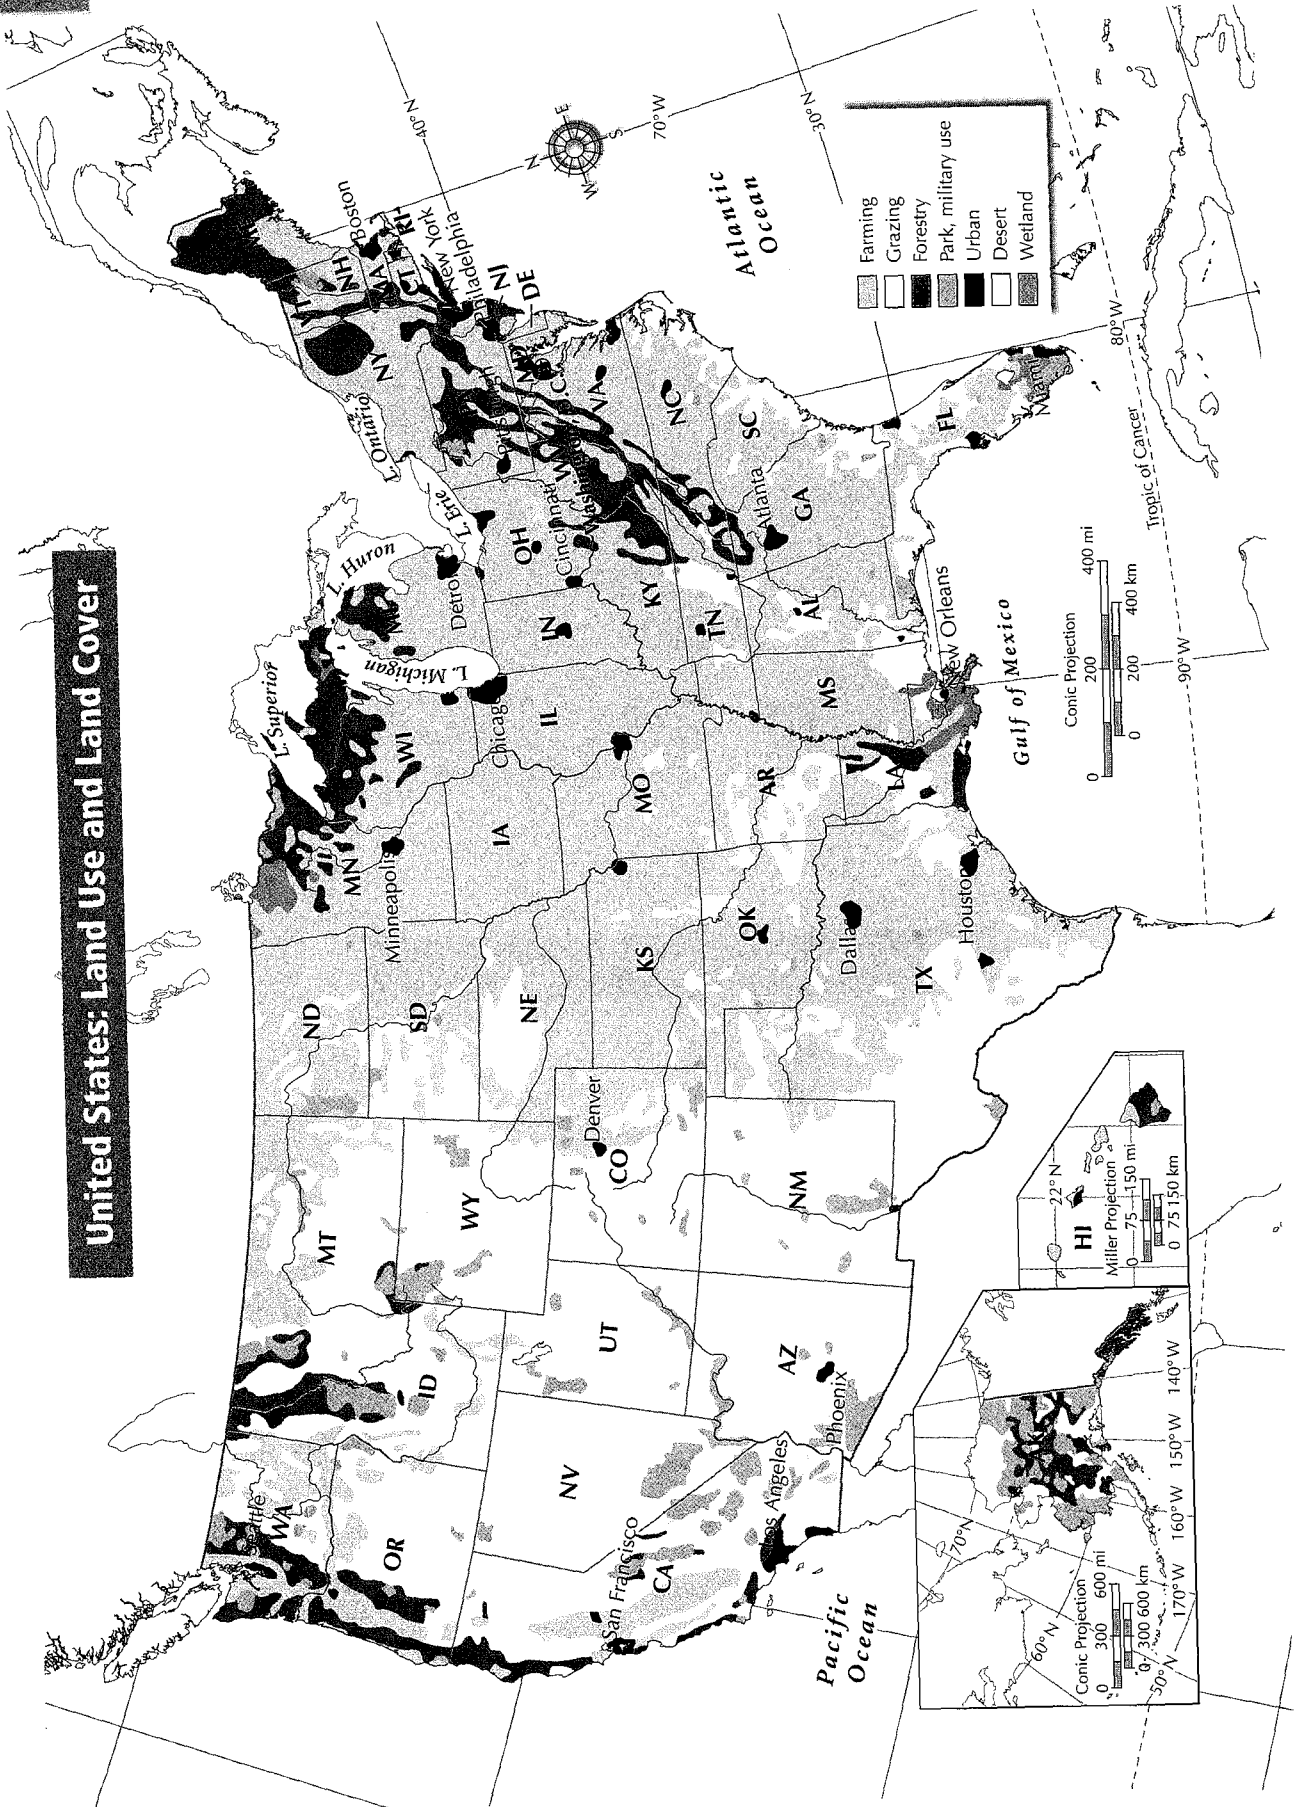 United States: Land Use and Land Cover
WA
OR
CA
NV
ID
MT
WY
UT
AZ
CO
NM
ND
SD
NE
KS
OK
TX
MN
IA
MO
AR
LA
WI
IL
IN
OH
KY
TN
MS
AL
GA
FL
SC
NC
VA
DE
NJ
NY
NH
MA
CT
RI
San Francisco
Los Angeles
Phoenix
Denver
Minneapolis
Houston
Chicago
Detroit
Cincinnati
Atlanta
New Orleans
Miami
Boston
New York
Philadelphia
L. Superior
L. Michigan
L. Huron
L. Erie
L. Ontario
Pacific
Ocean
Atlantic
Ocean
Gulf of Mexico
Tropic of Cancer
40°N
30°N
70°W
80°W
90°W
N
E
S
W
Farming
Grazing
Forestry
Park, military use
Urban
Desert
Wetland
Conic Projection
0 200 400 mi
0 200 400 km
HI
22°N
Miller Projection
0 75 150 mi
0 75 150 km
Conic Projection
0 300 600 mi
0 300 600 km
70°N
60°N
50°N
170°W
160°W
150°W
140°W